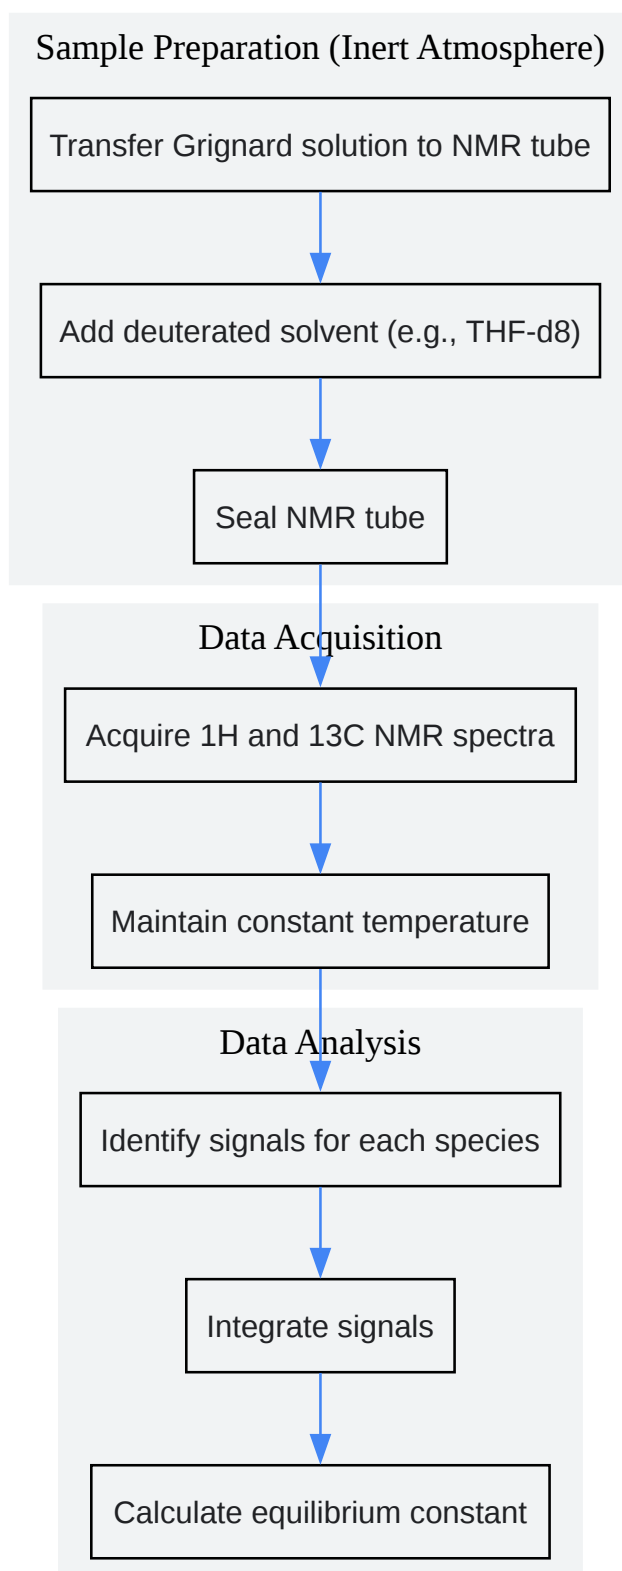 Sample Preparation (Inert Atmosphere)
Transfer Grignard solution to NMR tube
Add deuterated solvent (e.g., THF-d8)
Seal NMR tube
Data Acquisition
Acquire 1H and 13C NMR spectra
Maintain constant temperature
Data Analysis
Identify signals for each species
Integrate signals
Calculate equilibrium constant